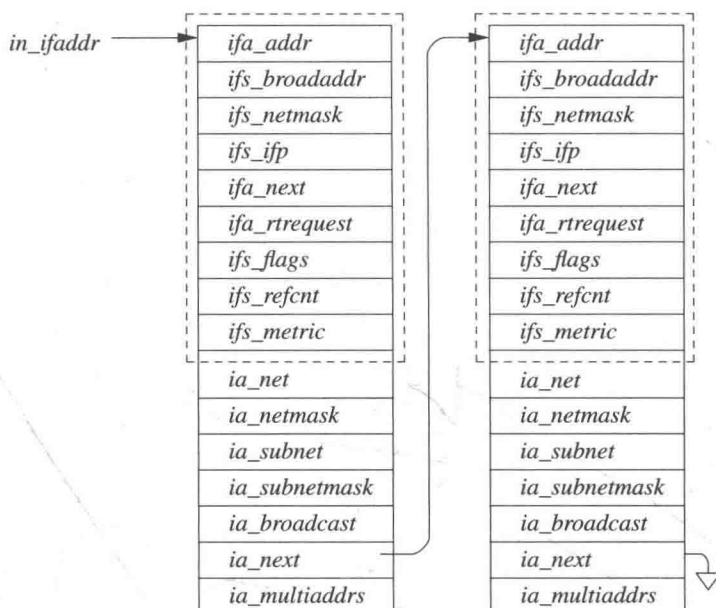 in_ifaddr
ifa_addr
ifs_broadaddr
ifs_netmask
ifs_ifp
ifa_next
ifa_rtrequest
ifs_flags
ifs_refcnt
ifs_metric
ia_net
ia_netmask
ia_subnet
ia_subnetmask
ia_broadcast
ia_next
ia_multiaddrs
ifa_addr
ifs_broadaddr
ifs_netmask
ifs_ifp
ifa_next
ifa_rtrequest
ifs_flags
ifs_refcnt
ifs_metric
ia_net
ia_netmask
ia_subnet
ia_subnetmask
ia_broadcast
ia_next
ia_multiaddrs